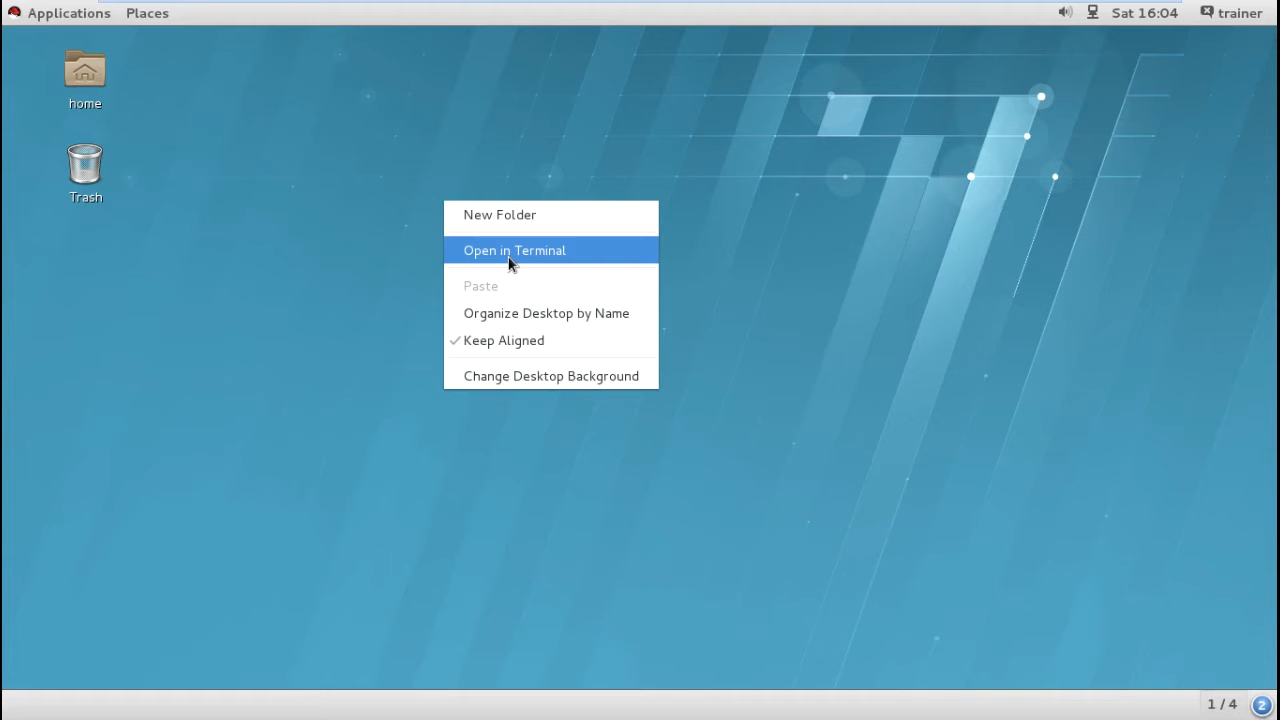 Applications Places Sat 16:04 trainer
home
Trash
New Folder
Open in Terminal
Paste
Organize Desktop by Name
Keep Aligned
Change Desktop Background
1 / 4 2